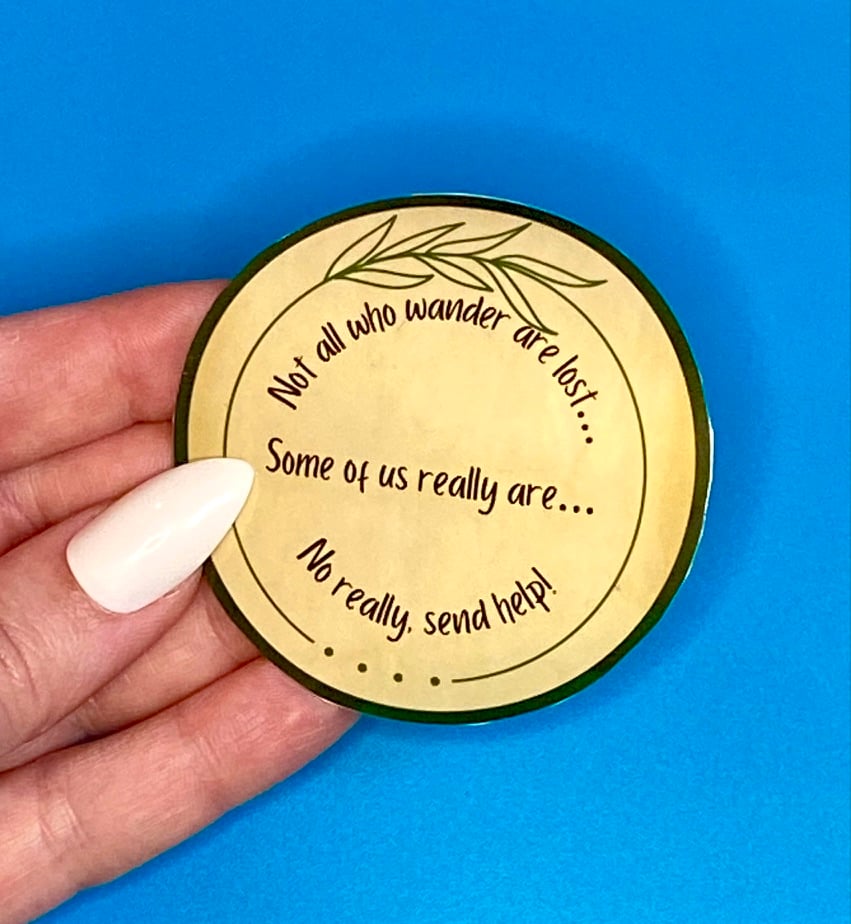 Not all who wander are lost...
Some of us really are...
No really, send help!